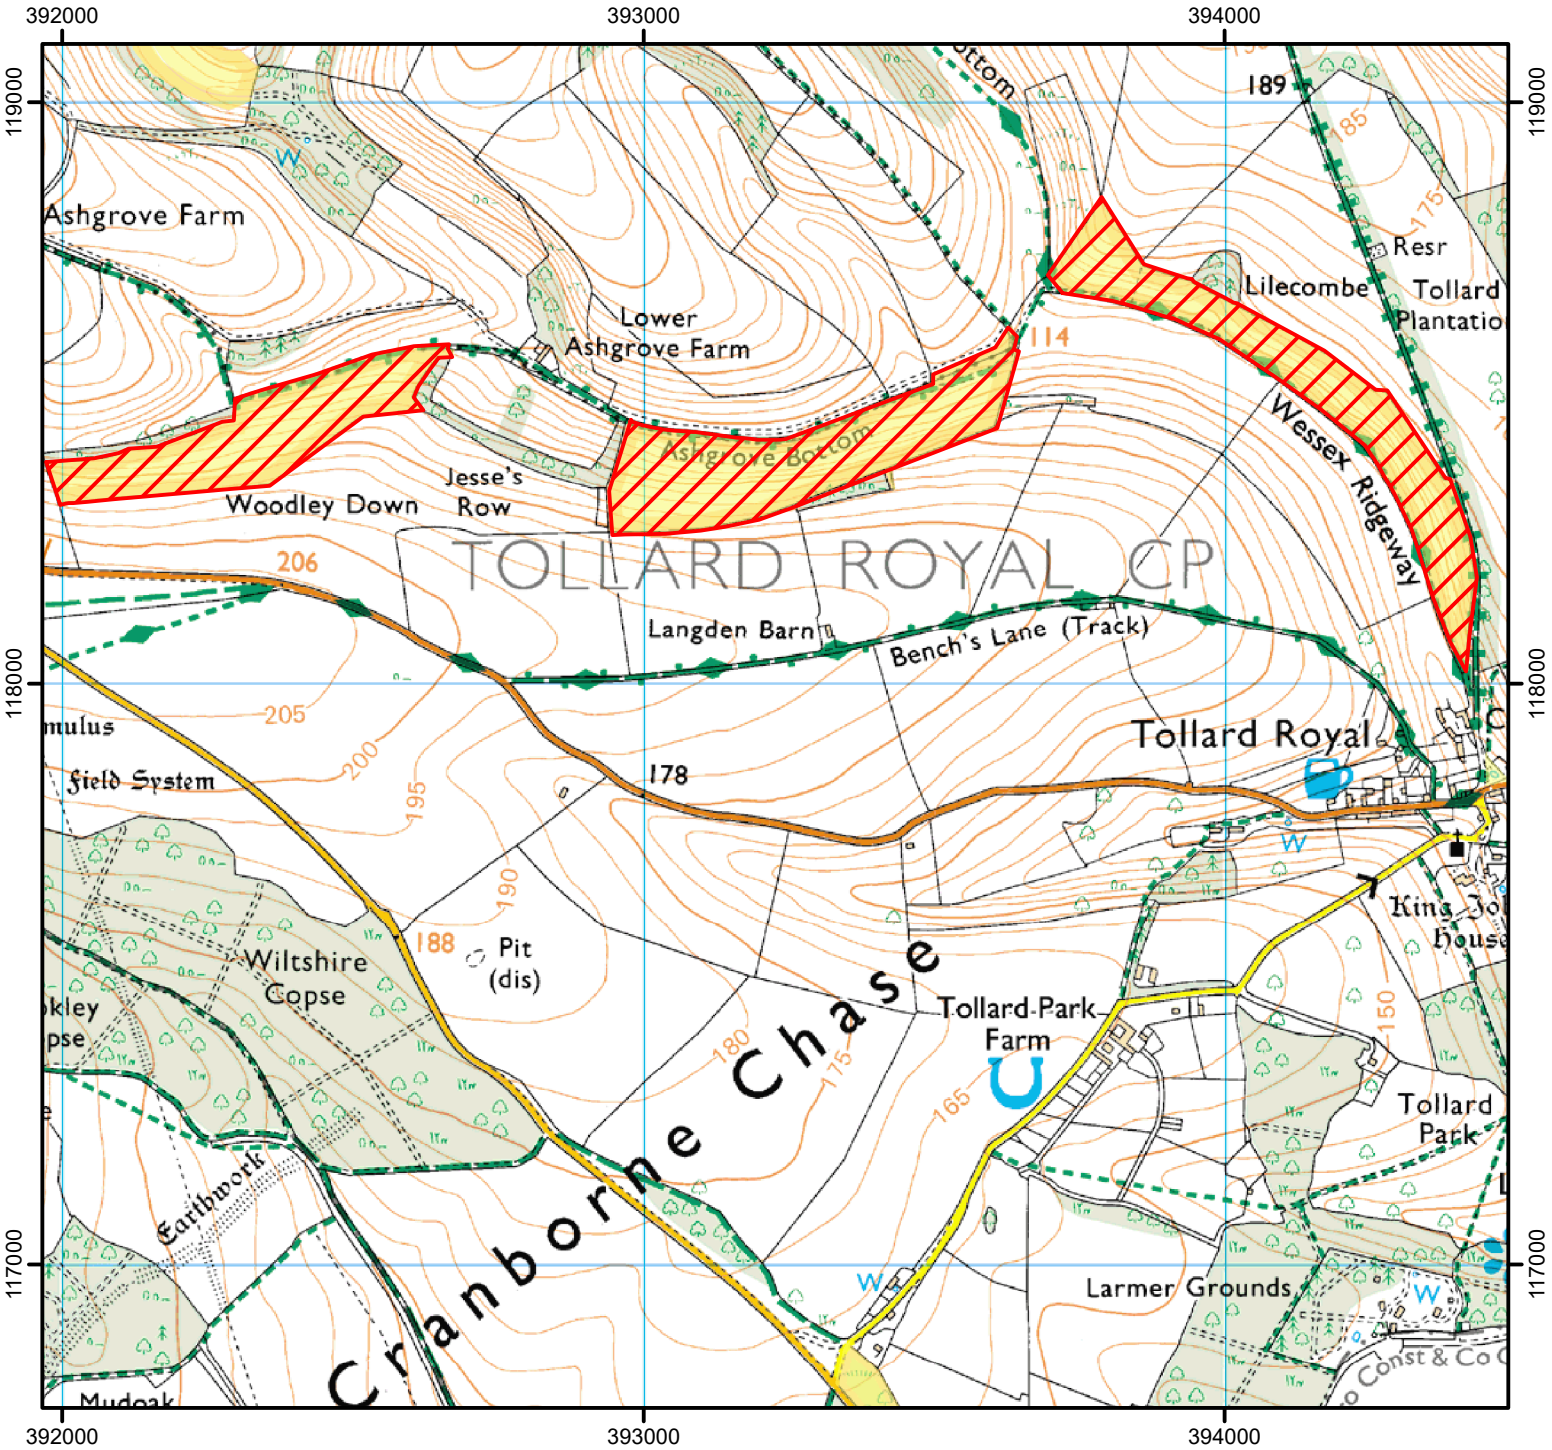 392000
393000
394000
119000
119000
ottom
189
185
W
175
Ashgrove Farm
Resr
Lilecombe
Tollard
Plantatio
Lower
Ashgrove Farm
114
Ashgrove Bottom
Wessex Ridgeway
Jesse's
Row
Woodley Down
206
TOLLARD ROYAL CP
Langden Barn
Bench's Lane (Track)
118000
118000
205
mulus
200
Tollard Royal
C
Field System
195
178
W
190
King Joh
House
188
Pit
(dis)
Wiltshire
Copse
okley
pse
Tollard Park
Farm
150
180
175
165
Cranborne Chase
Tollard
Park
Earthwork
117000
117000
W
Larmer Grounds
W
o Const & Co C
Mudoak
392000
393000
394000